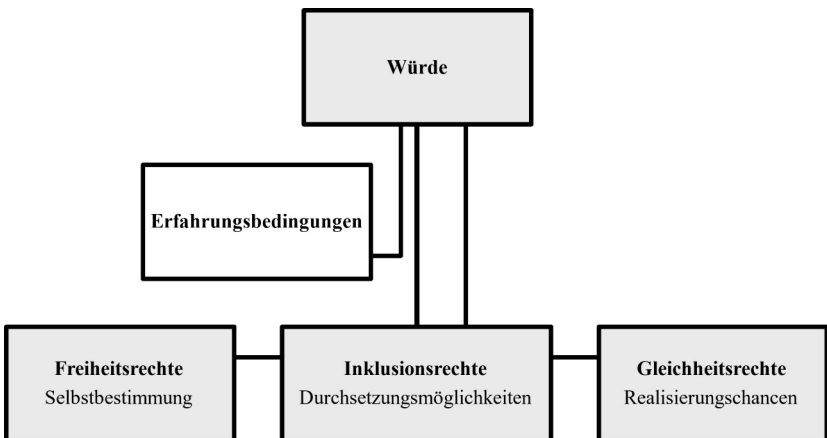 Würde
Erfahrungsbedingungen
Freiheitsrechte
Selbstbestimmung
Inklusionsrechte
Durchsetzungsmöglichkeiten
Gleichheitsrechte
Realisierungschancen